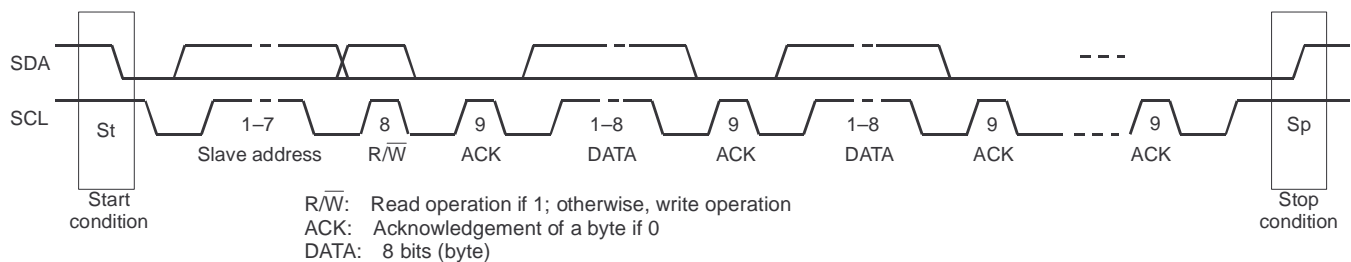 SDA
SCL
St
1–7
8
9
1–8
9
1–8
9
9
Sp
Slave address
R/W̅
ACK
DATA
ACK
DATA
ACK
ACK
Start
condition
Stop
condition
R/W̅: Read operation if 1; otherwise, write operation
ACK: Acknowledgement of a byte if 0
DATA: 8 bits (byte)